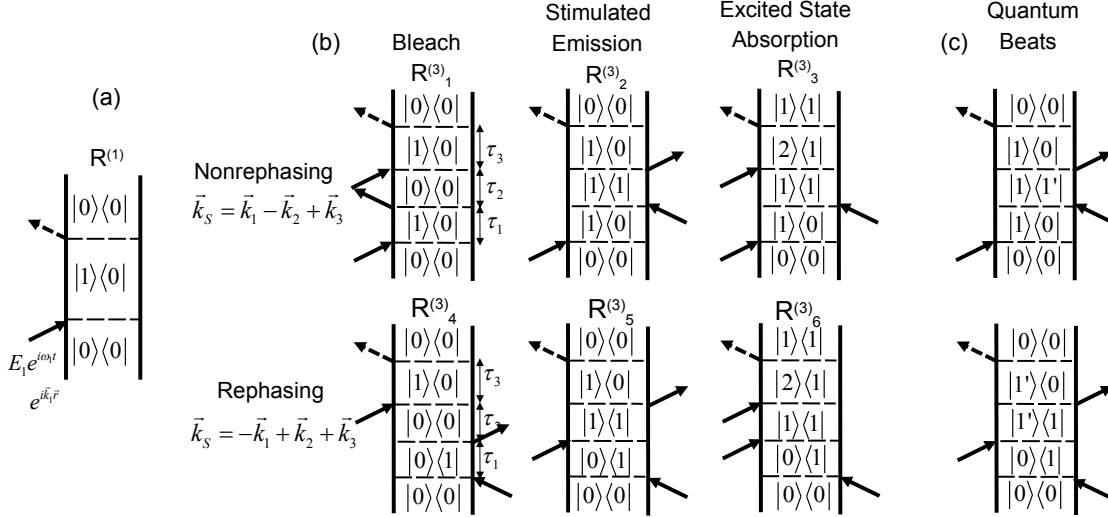 (a)
R⁽¹⁾
|0⟩⟨0|
|1⟩⟨0|
|0⟩⟨0|
E₁e^{iω₁t}
e^{ik⃗₁r⃗}
(b)
Nonrephasing
k⃗_S = k⃗₁ − k⃗₂ + k⃗₃
Bleach
R⁽³⁾₁
|0⟩⟨0|
|1⟩⟨0| τ₃
|0⟩⟨0| τ₂
|1⟩⟨0| τ₁
|0⟩⟨0|
Stimulated
Emission
R⁽³⁾₂
|0⟩⟨0|
|1⟩⟨0|
|1⟩⟨1|
|1⟩⟨0|
|0⟩⟨0|
Excited State
Absorption
R⁽³⁾₃
|1⟩⟨1|
|2⟩⟨1|
|1⟩⟨1|
|1⟩⟨0|
|0⟩⟨0|
Rephasing
k⃗_S = −k⃗₁ + k⃗₂ + k⃗₃
R⁽³⁾₄
|0⟩⟨0|
|1⟩⟨0| τ₃
|0⟩⟨0|
|0⟩⟨1| τ₁
|0⟩⟨0|
R⁽³⁾₅
|0⟩⟨0|
|1⟩⟨0|
|1⟩⟨1|
|0⟩⟨1|
|0⟩⟨0|
R⁽³⁾₆
|1⟩⟨1|
|2⟩⟨1|
|1⟩⟨1|
|0⟩⟨1|
|0⟩⟨0|
(c)
Quantum
Beats
|0⟩⟨0|
|1⟩⟨0|
|1⟩⟨1'|
|1⟩⟨0|
|0⟩⟨0|
|0⟩⟨0|
|1'⟩⟨0|
|1'⟩⟨1|
|0⟩⟨1|
|0⟩⟨0|